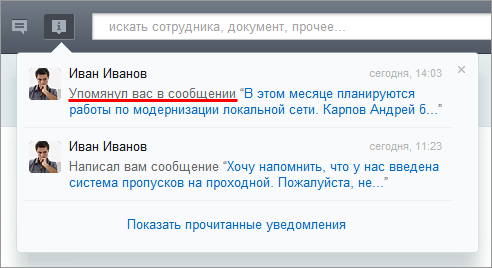 искать сотрудника, документ, прочее...
Иван Иванов
сегодня, 14:03
Упомянул вас в сообщении “В этом месяце планируются
работы по модернизации локальной сети. Карпов Андрей б...”
Иван Иванов
сегодня, 11:23
Написал вам сообщение “Хочу напомнить, что у нас введена
система пропусков на проходной. Пожалуйста, не...”
Показать прочитанные уведомления